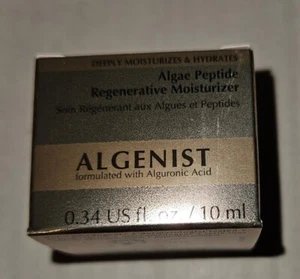 DEEPLY MOISTURIZES & HYDRATES
Algae Peptide
Regenerative Moisturizer
Soin Régénérant aux Algues et Peptides
ALGENIST
formulated with Alguronic Acid
0.34 US fl. oz. / 10 ml